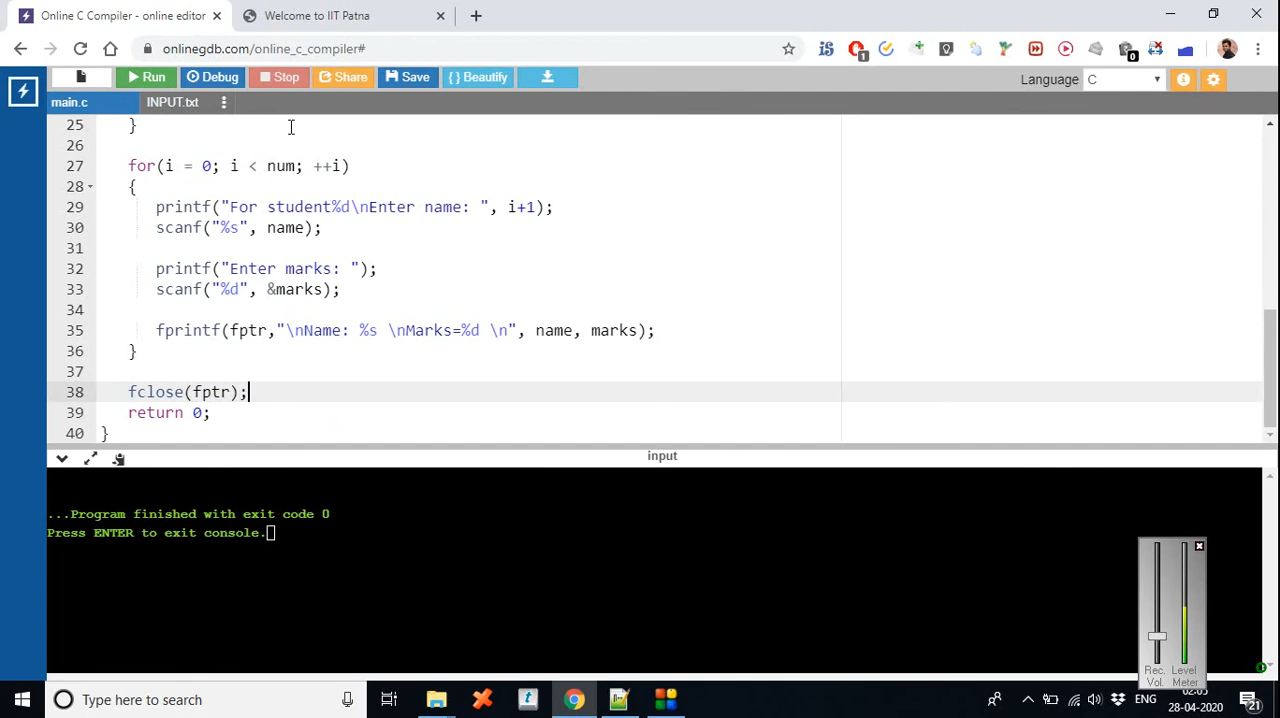 Online C Compiler - online editor
Welcome to IIT Patna
onlinegdb.com/online_c_compiler#
Run
Debug
Stop
Share
Save
{ } Beautify
Language
C
main.c
INPUT.txt
25 }
26
27 for(i = 0; i < num; ++i)
28 {
29 printf("For student%d\nEnter name: ", i+1);
30 scanf("%s", name);
31
32 printf("Enter marks: ");
33 scanf("%d", &marks);
34
35 fprintf(fptr,"\nName: %s \nMarks=%d \n", name, marks);
36 }
37
38 fclose(fptr);
39 return 0;
40 }
input
...Program finished with exit code 0
Press ENTER to exit console.
Rec. Vol.
Level Meter
Type here to search
ENG
02:05
28-04-2020
21